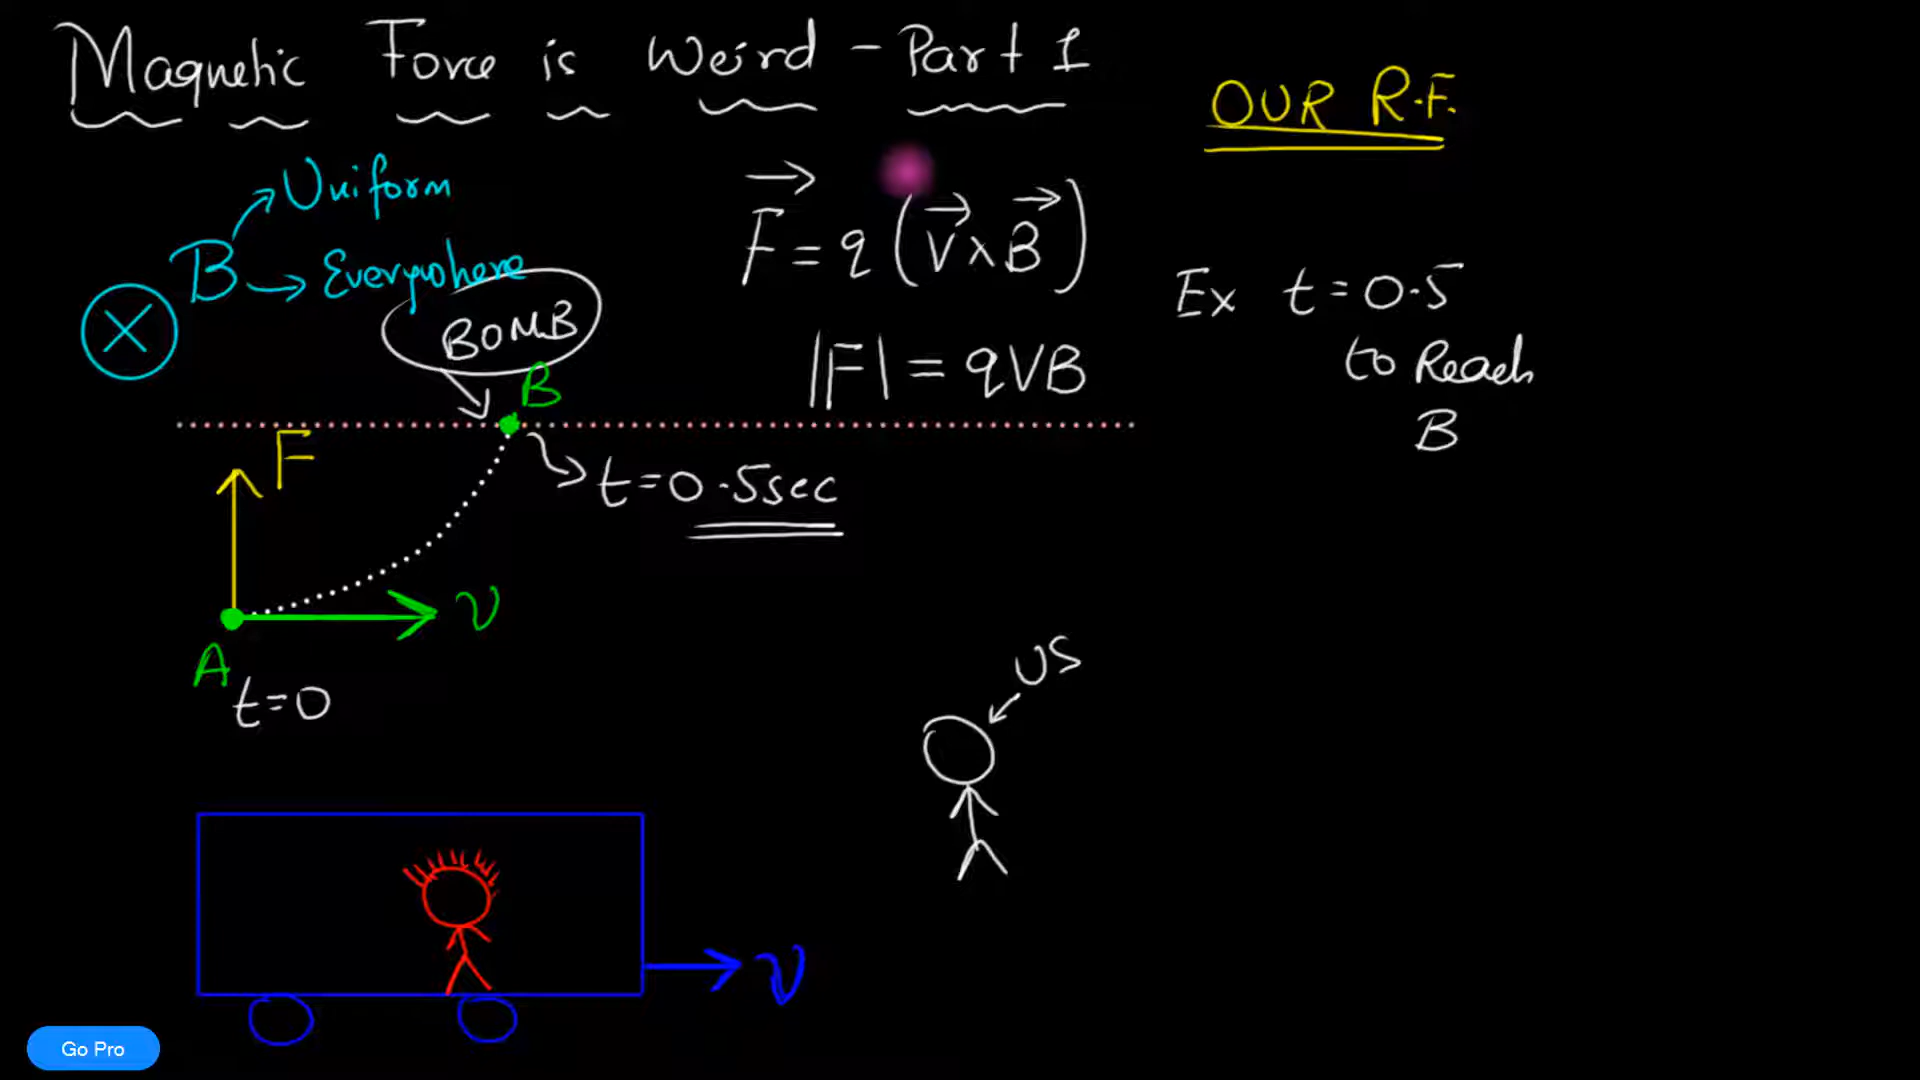 Magnetic Force is Weird - Part 1
OUR R.F.
Uniform
B → Everywhere
X
BOMB
B
F = q (v × B)
|F| = qVB
Ex t = 0.5
to Reach
B
F
t = 0.5sec
v
A
t = 0
US
v
Go Pro